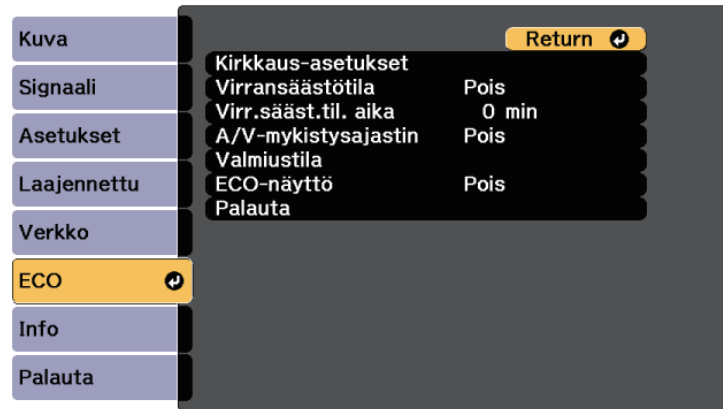 Kuva
Signaali
Asetukset
Laajennettu
Verkko
ECO
Info
Palauta
Return
Kirkkaus-asetukset
Virransäästötila Pois
Virr.sääst.til. aika 0 min
A/V-mykistysajastin Pois
Valmiustila
ECO-näyttö Pois
Palauta